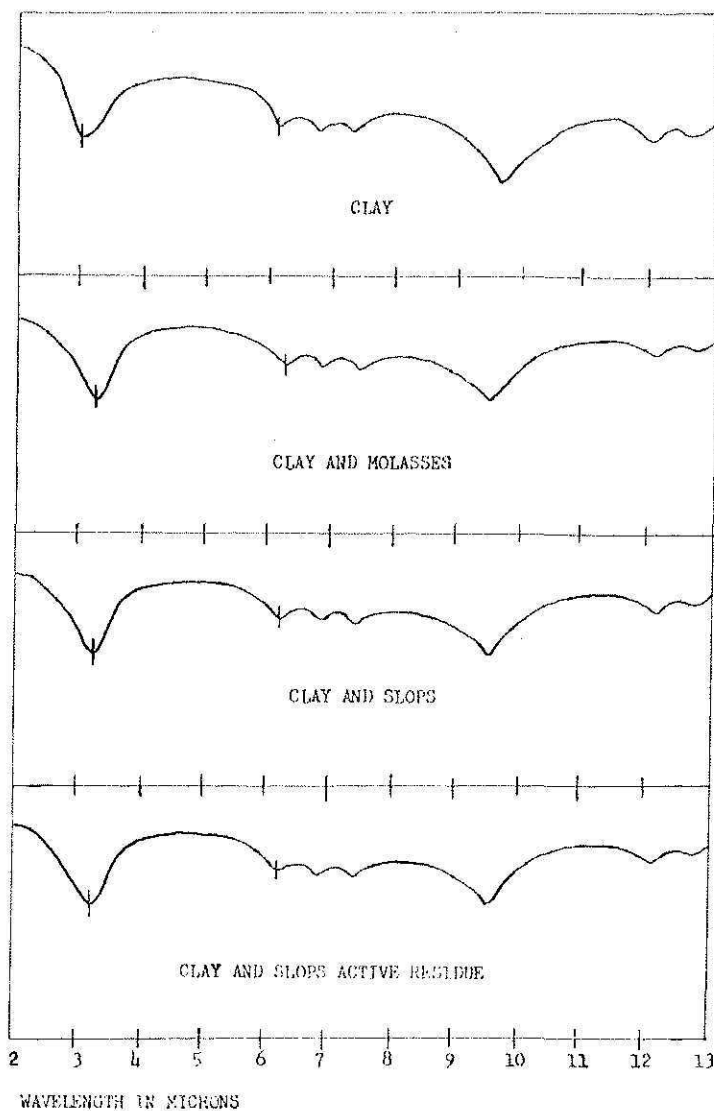 CLAY
CLAY AND MOLASSES
CLAY AND SLOPS
CLAY AND SLOPS ACTIVE RESIDUE
2 3 4 5 6 7 8 9 10 11 12 13
WAVELENGTH IN MICRONS